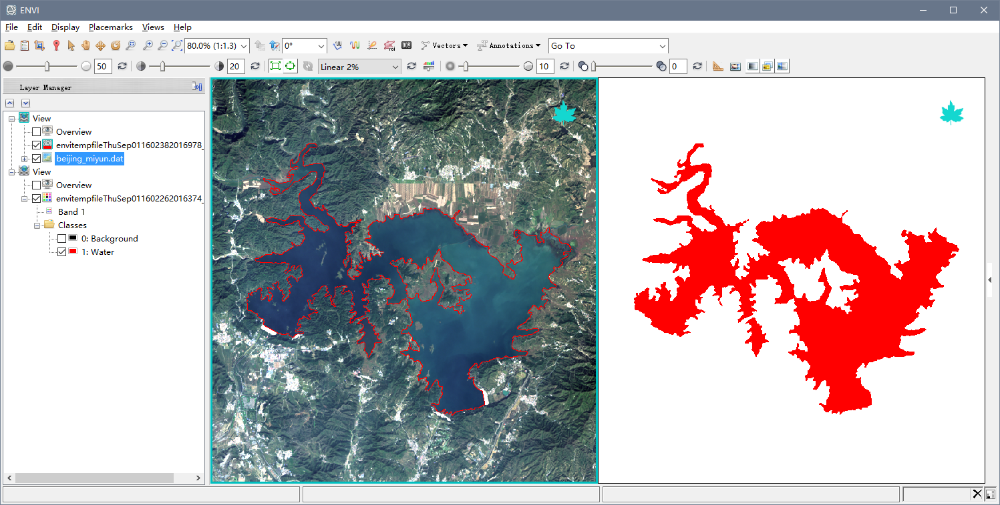 ENVI
File Edit Display Placemarks Views Help
80.0% (1:1.3) 0° Vectors Annotations Go To
50 20 Linear 2% 10 0
Layer Manager
View
Overview
envitempfileThuSep011602382016978_
beijing_miyun.dat
View
Overview
envitempfileThuSep011602262016374_
Band 1
Classes
0: Background
1: Water